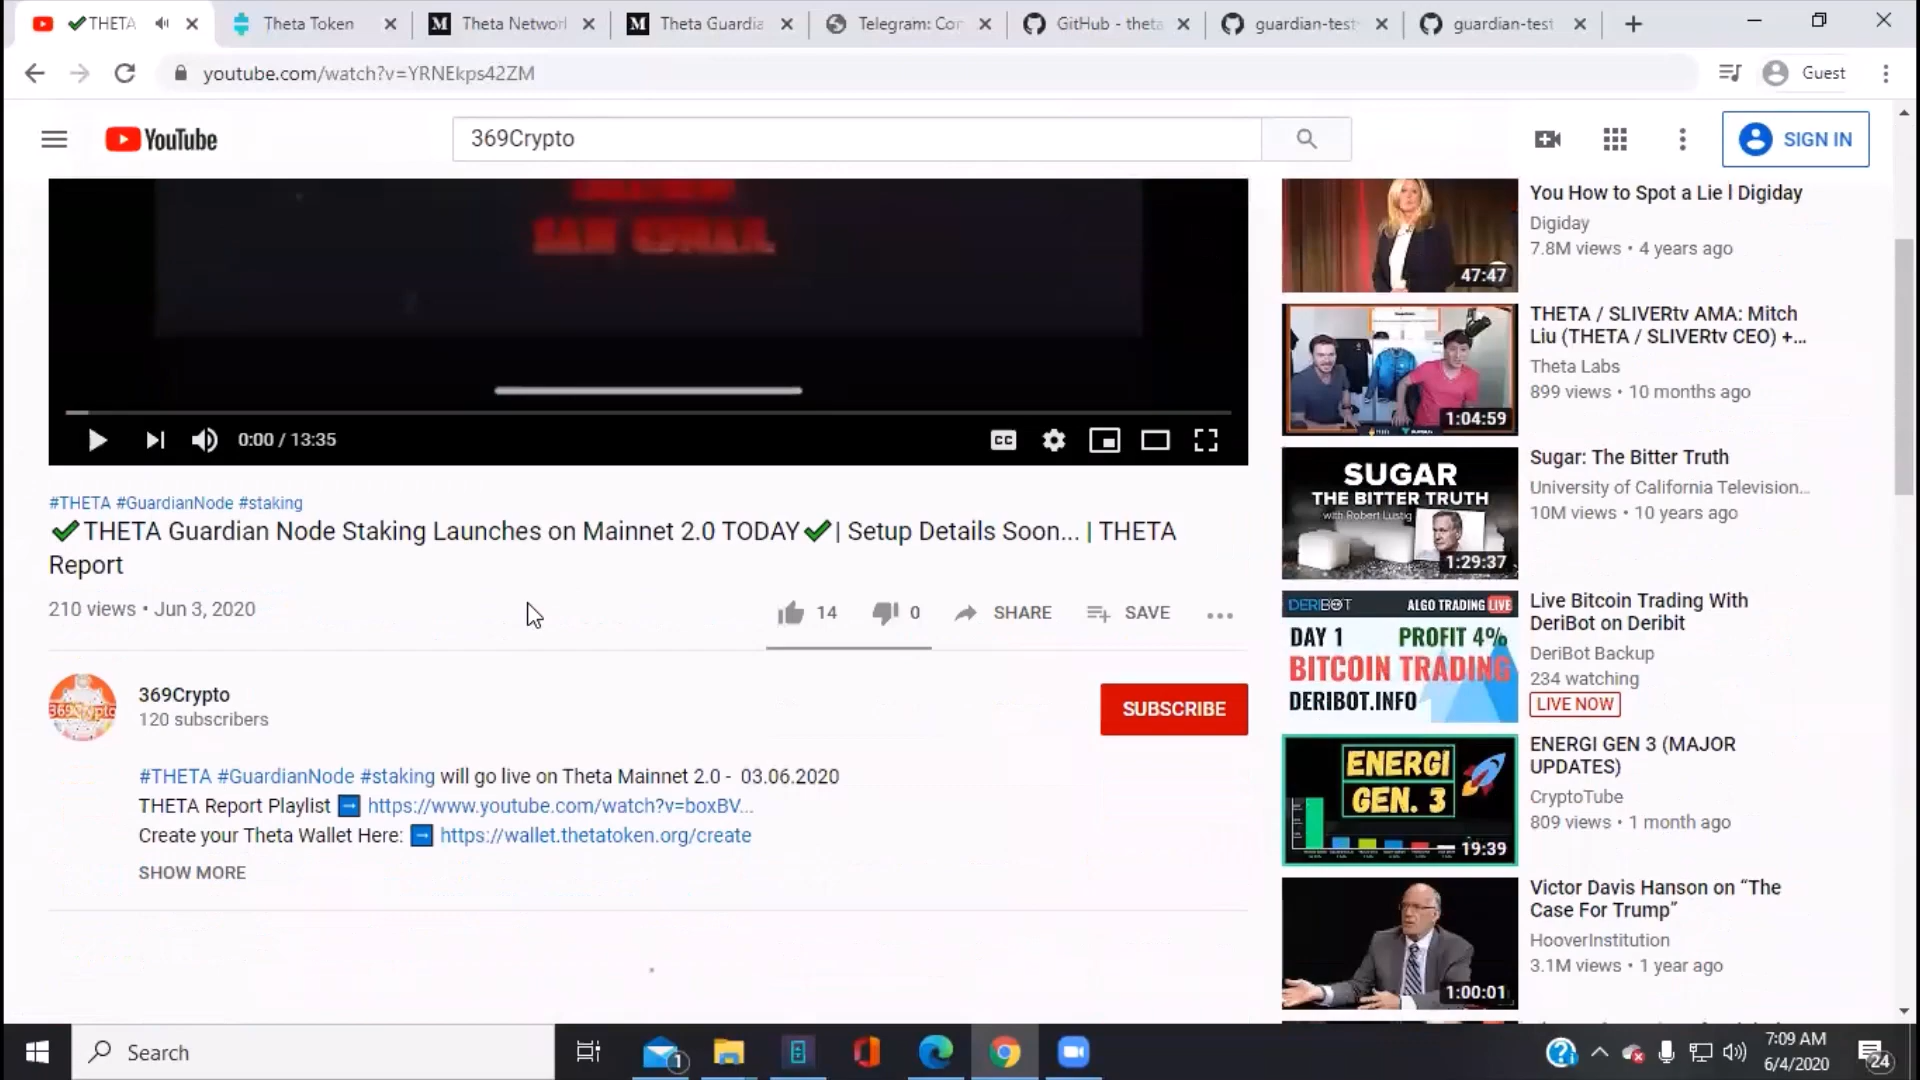 THETA
Theta Token
Theta Network
Theta Guardia
Telegram: Con
GitHub - theta
guardian-test
guardian-test
youtube.com/watch?v=YRNEkps42ZM
Guest
YouTube
369Crypto
SIGN IN
0:00 / 13:35
CC
#THETA #GuardianNode #staking
✔THETA Guardian Node Staking Launches on Mainnet 2.0 TODAY✔| Setup Details Soon... | THETA
Report
210 views • Jun 3, 2020
14
0
SHARE
SAVE
369Crypto
120 subscribers
SUBSCRIBE
#THETA #GuardianNode #staking will go live on Theta Mainnet 2.0 - 03.06.2020
THETA Report Playlist ➡ https://www.youtube.com/watch?v=boxBV...
Create your Theta Wallet Here: ➡ https://wallet.thetatoken.org/create
SHOW MORE
47:47
You How to Spot a Lie l Digiday
Digiday
7.8M views • 4 years ago
1:04:59
THETA / SLIVERtv AMA: Mitch
Liu (THETA / SLIVERtv CEO) +...
Theta Labs
899 views • 10 months ago
SUGAR
THE BITTER TRUTH
with Robert Lustig
1:29:37
Sugar: The Bitter Truth
University of California Television...
10M views • 10 years ago
DERIBOT ALGO TRADING LIVE
DAY 1 PROFIT 4%
BITCOIN TRADING
DERIBOT.INFO
Live Bitcoin Trading With
DeriBot on Deribit
DeriBot Backup
234 watching
LIVE NOW
ENERGI
GEN. 3
19:39
ENERGI GEN 3 (MAJOR
UPDATES)
CryptoTube
809 views • 1 month ago
1:00:01
Victor Davis Hanson on “The
Case For Trump”
HooverInstitution
3.1M views • 1 year ago
Search
1
7:09 AM
6/4/2020
24